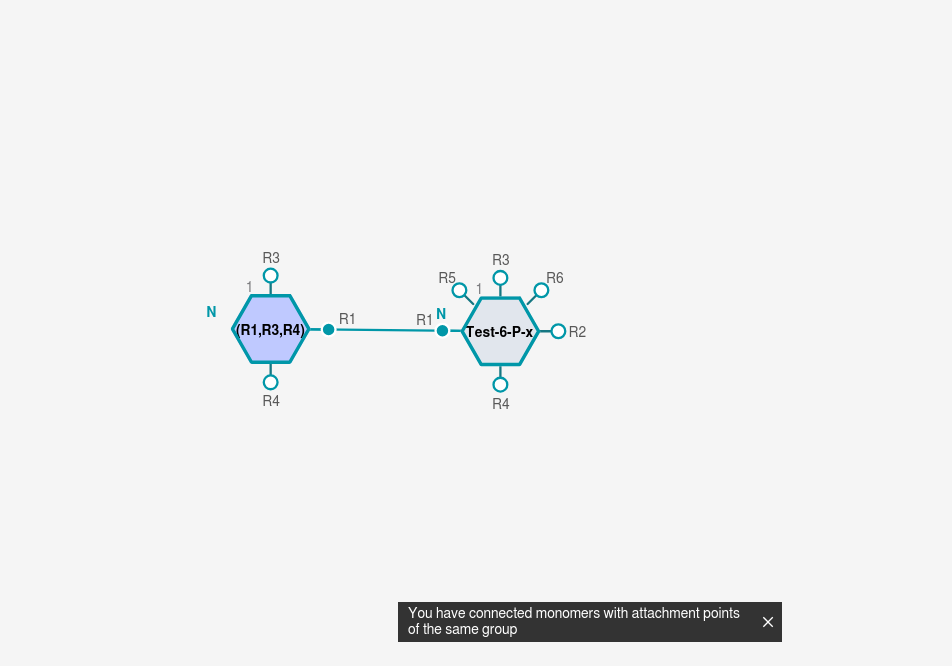 R3
R3
R5
R6
1
1
N
N
R1
R1
(R1,R3,R4)
Test-6-P-x
R2
R4
R4
You have connected monomers with attachment points
of the same group